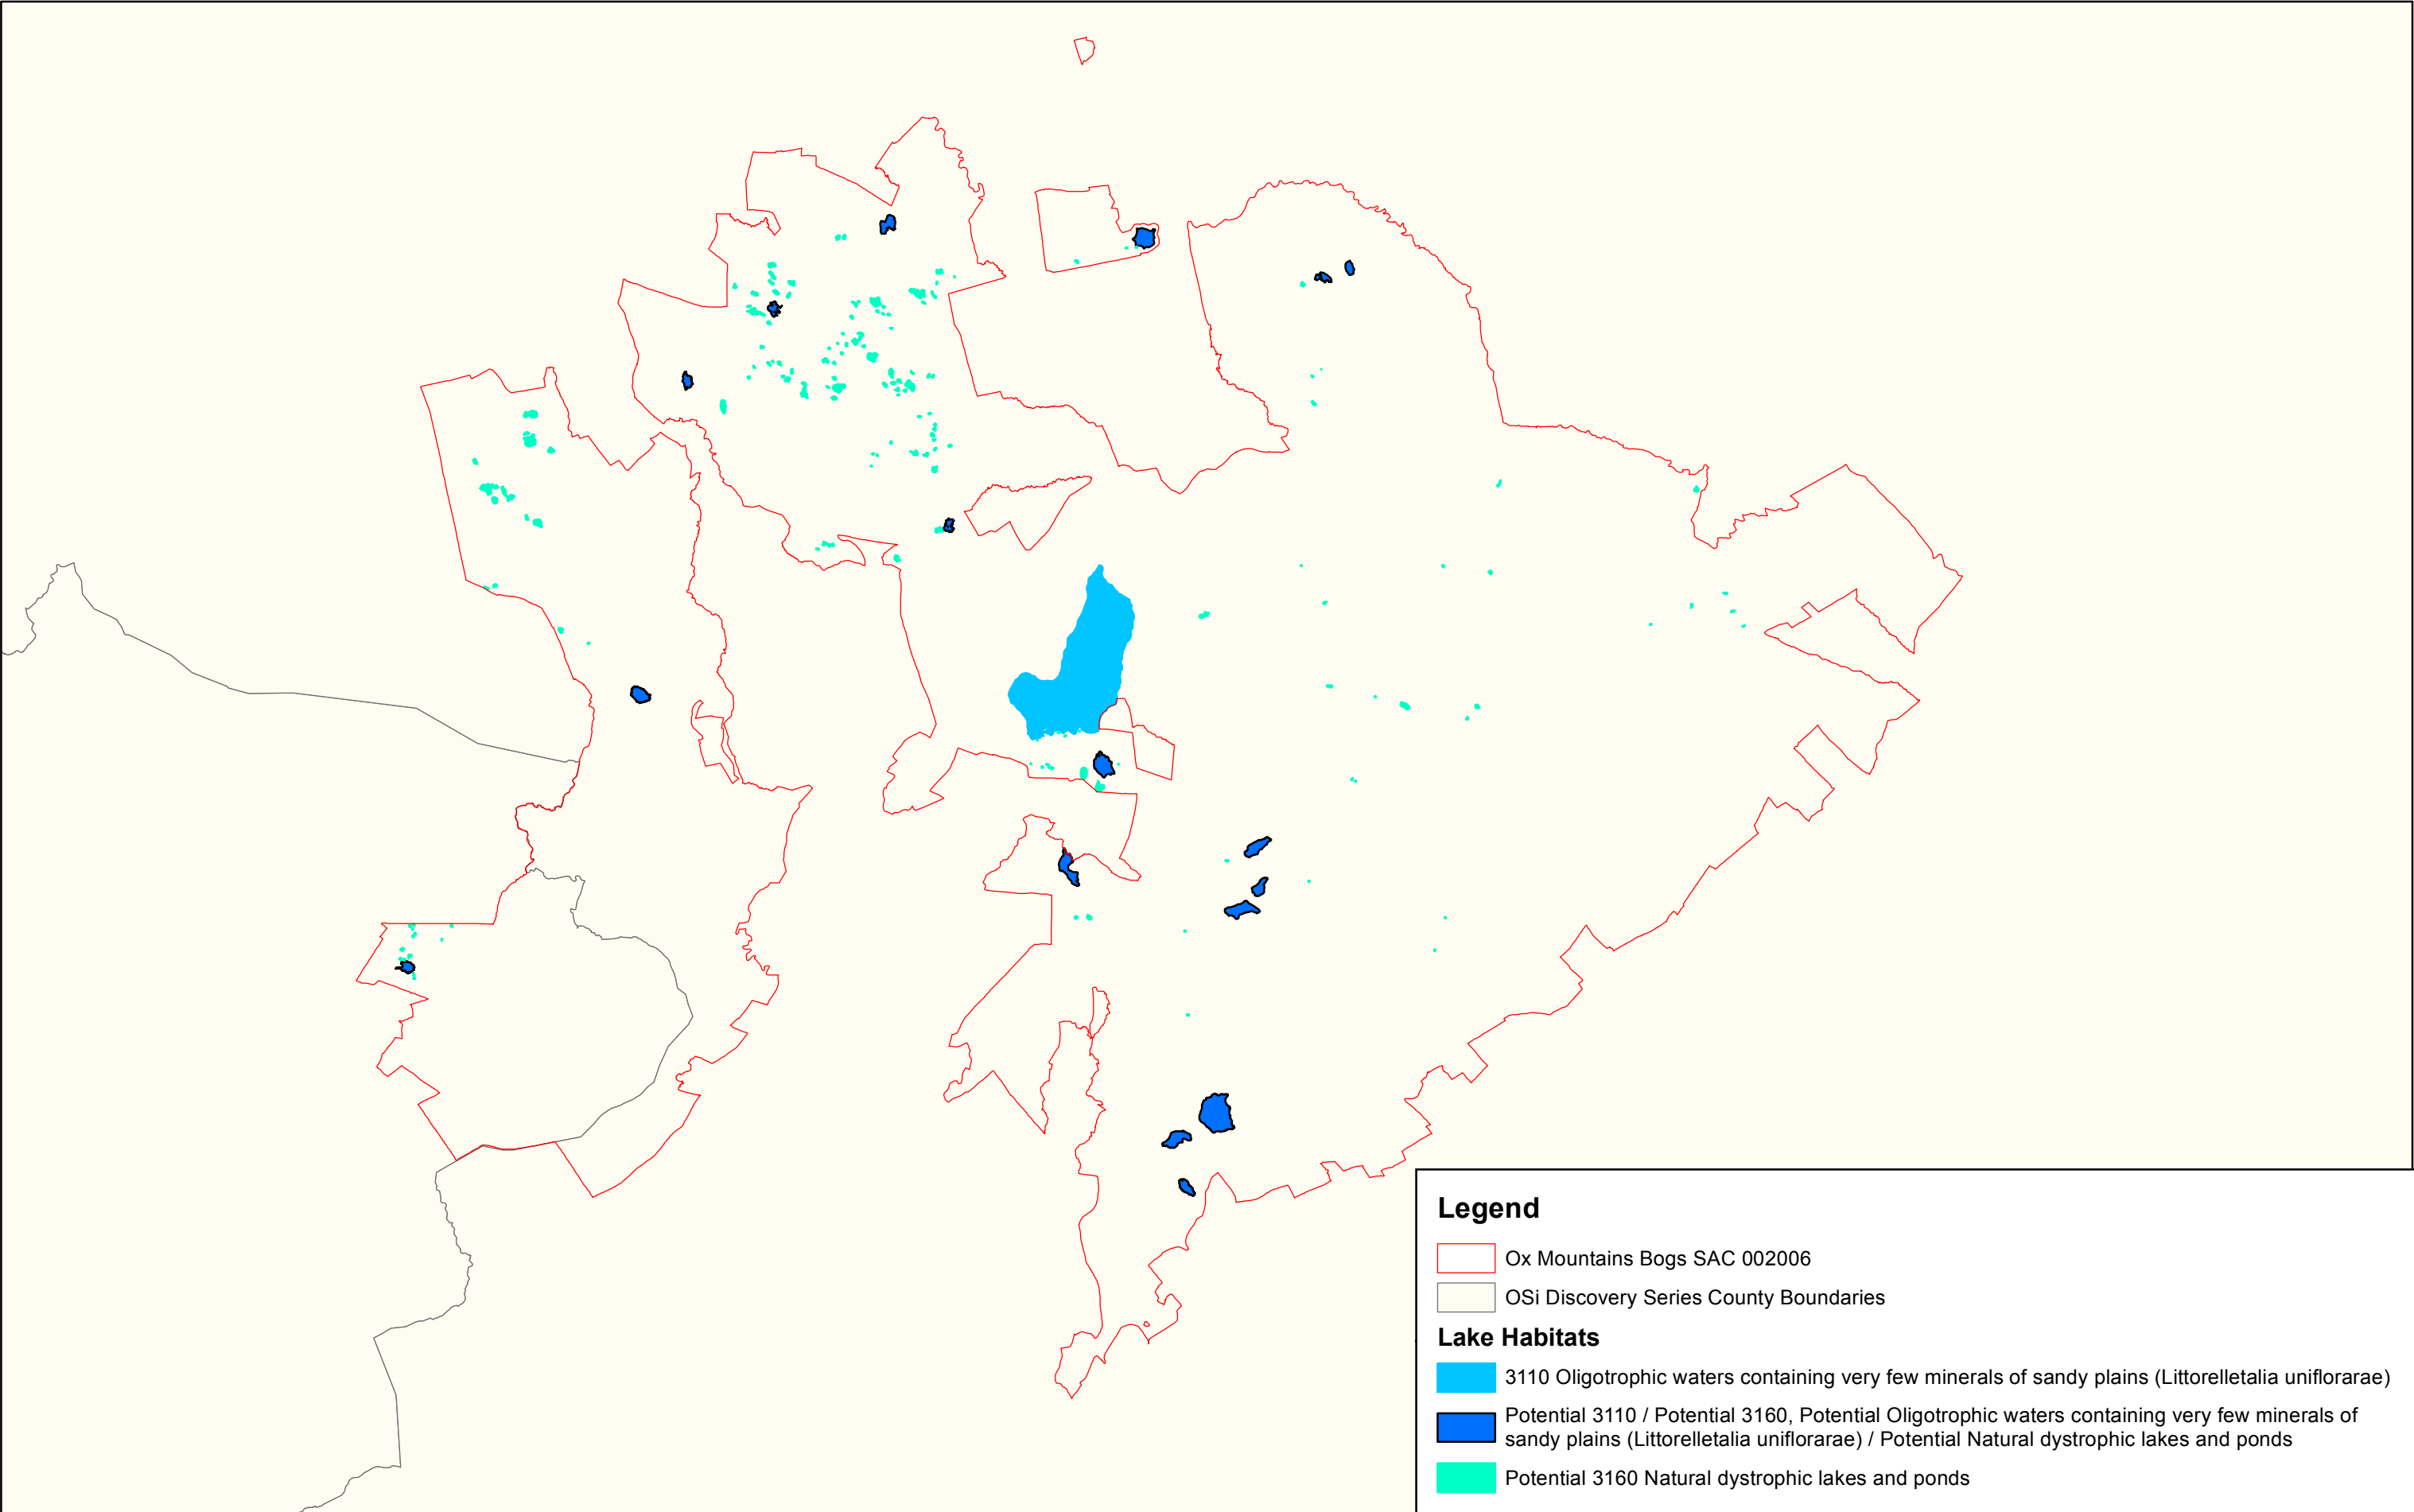 Legend
Ox Mountains Bogs SAC 002006
OSi Discovery Series County Boundaries
Lake Habitats
3110 Oligotrophic waters containing very few minerals of sandy plains (Littorelletalia uniflorarae)
Potential 3110 / Potential 3160, Potential Oligotrophic waters containing very few minerals of
sandy plains (Littorelletalia uniflorarae) / Potential Natural dystrophic lakes and ponds
Potential 3160 Natural dystrophic lakes and ponds